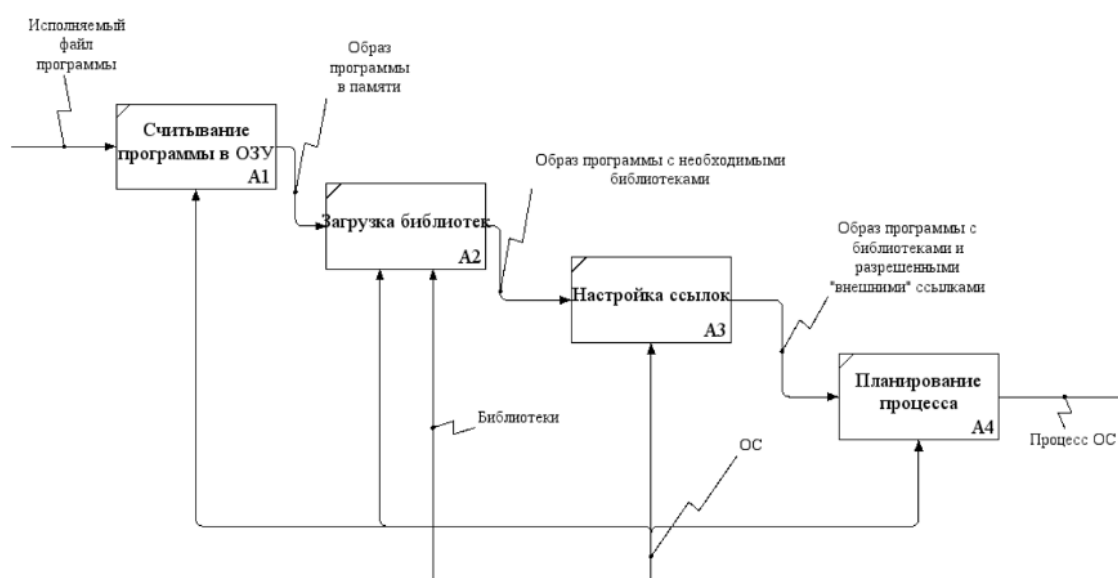 Исполняемый
файл
программы
Образ
программы
в памяти
Считывание
программы в ОЗУ
A1
Образ программы с необходимыми
библиотеками
Загрузка библиотек
A2
Образ программы с
библиотеками и
разрешенными
"внешними" ссылками
Настройка ссылок
A3
Планирование
процесса
A4
Библиотеки
ОС
Процесс ОС